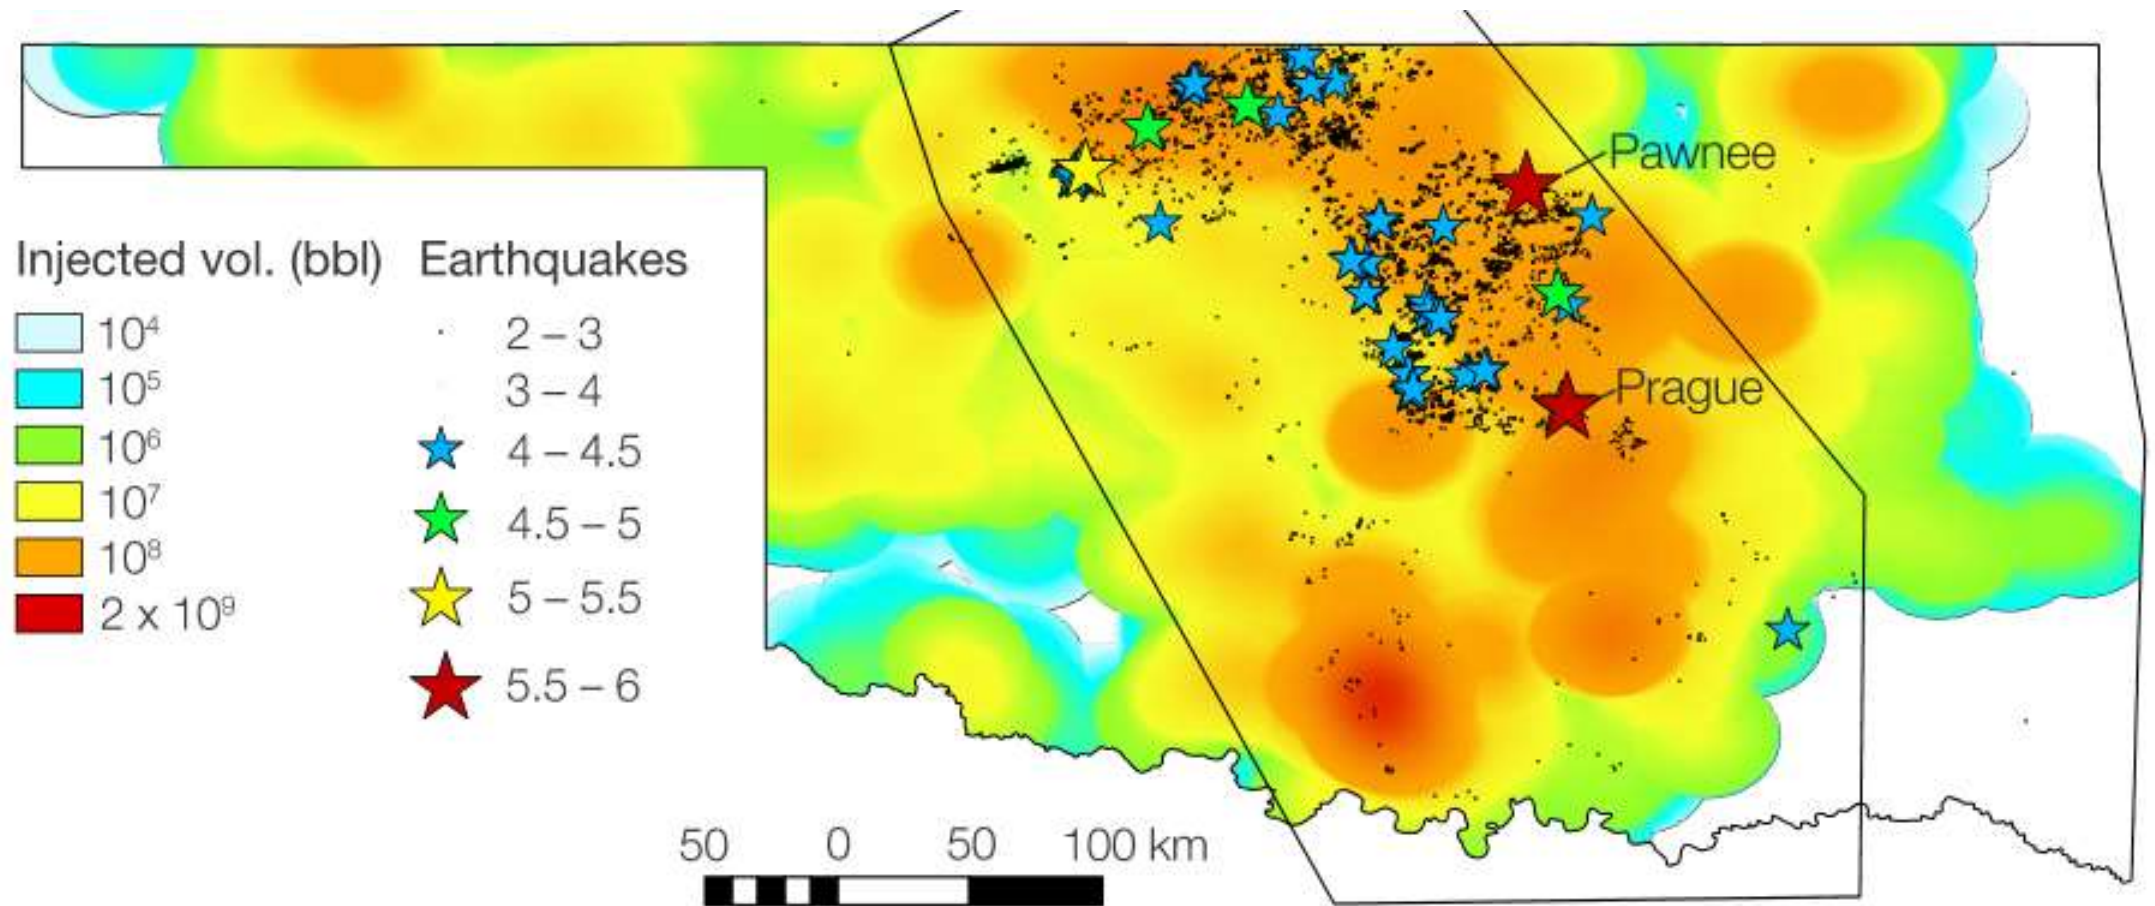 Pawnee
Prague
Injected vol. (bbl)
10⁴
10⁵
10⁶
10⁷
10⁸
2 x 10⁹
Earthquakes
2 – 3
3 – 4
4 – 4.5
4.5 – 5
5 – 5.5
5.5 – 6
50 0 50 100 km